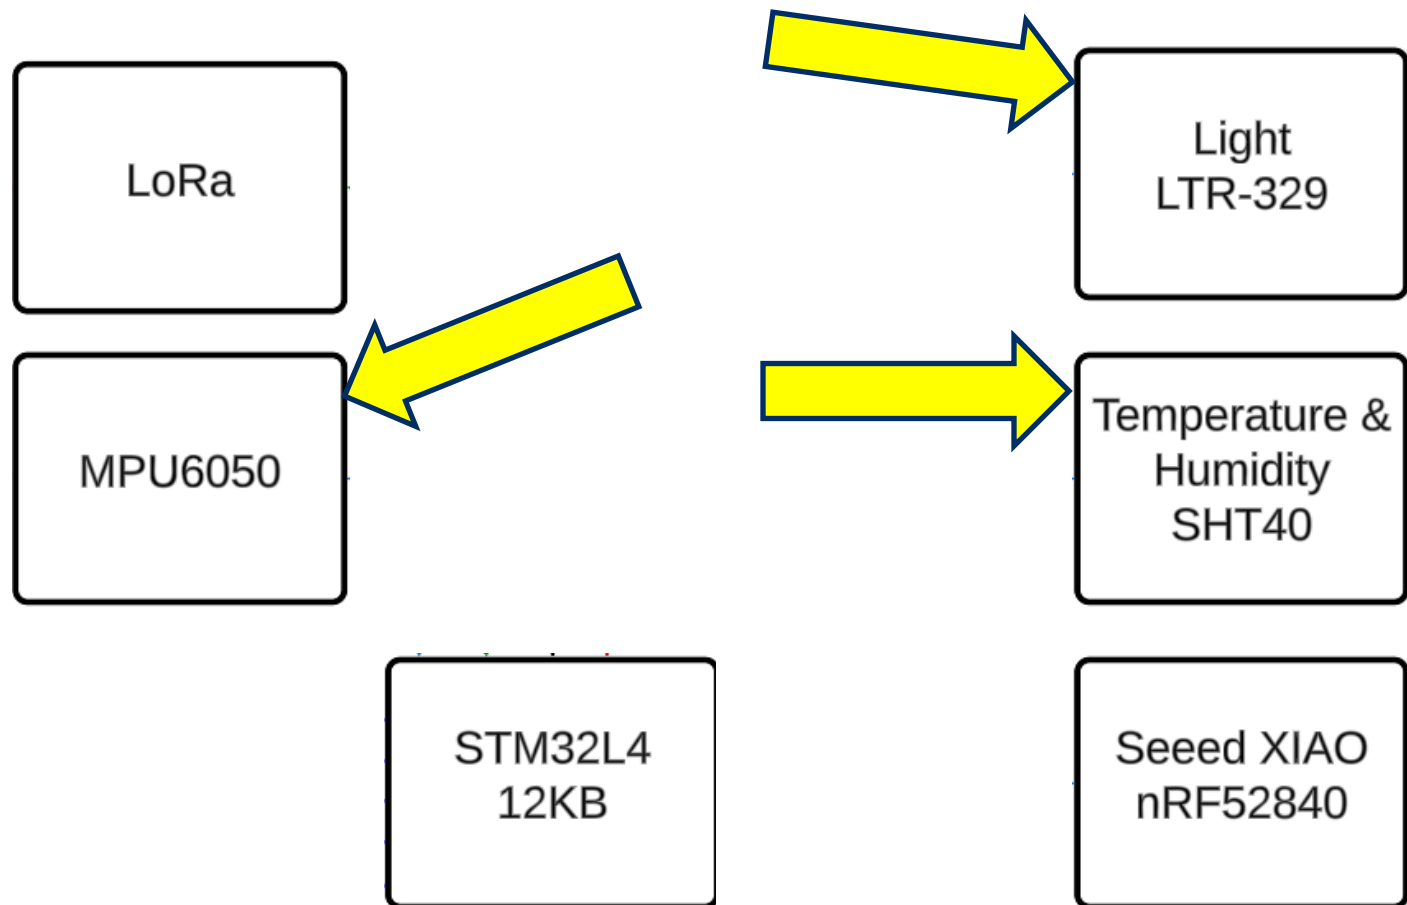 LoRa
Light
LTR-329
MPU6050
Temperature &
Humidity
SHT40
STM32L4
12KB
Seeed XIAO
nRF52840